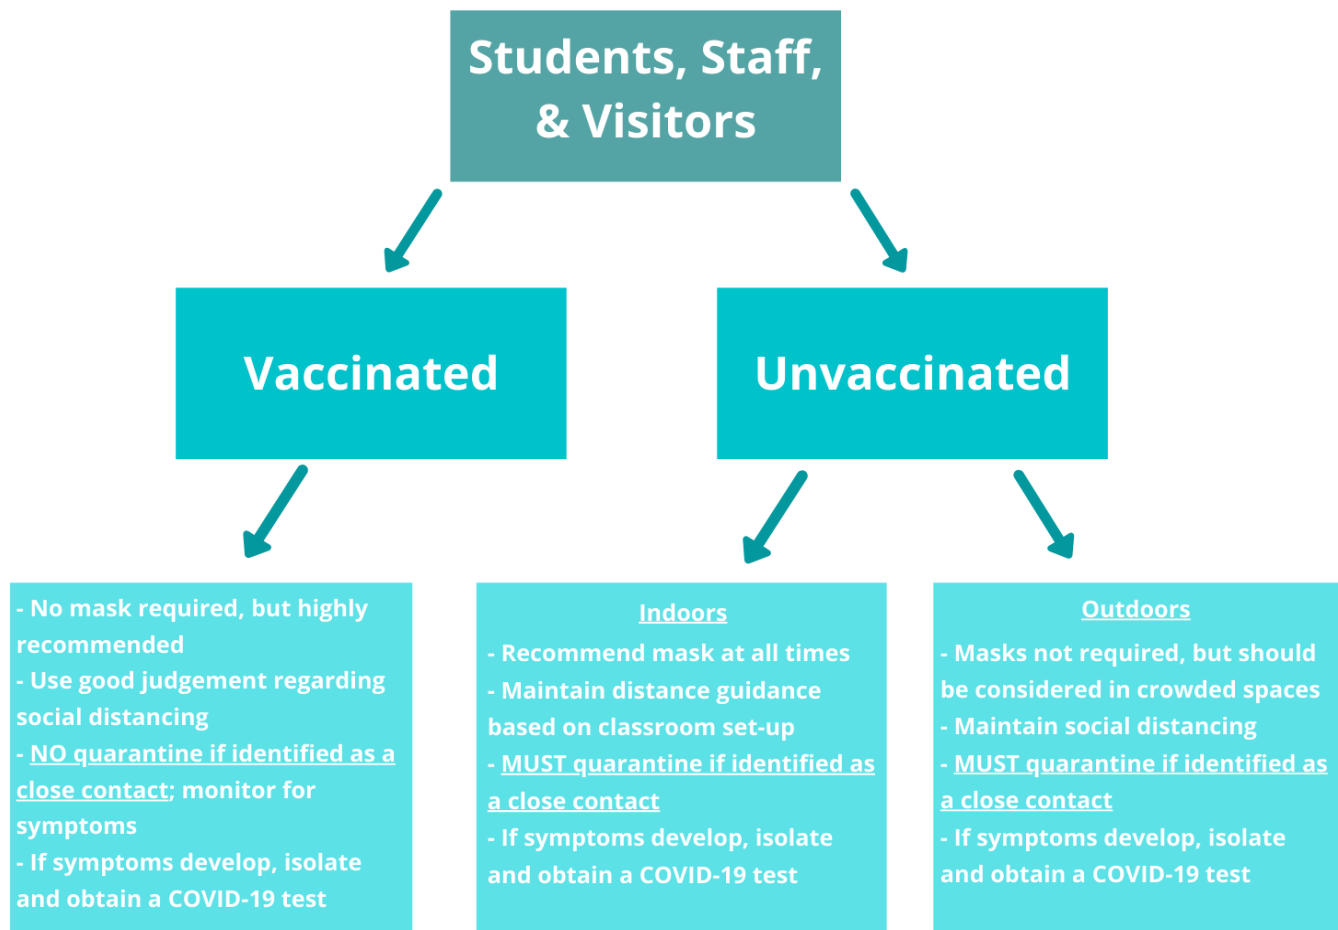 Students, Staff,
& Visitors
Vaccinated
Unvaccinated
- No mask required, but highly
recommended
- Use good judgement regarding
social distancing
- NO quarantine if identified as a
close contact; monitor for
symptoms
- If symptoms develop, isolate
and obtain a COVID-19 test
Indoors
- Recommend mask at all times
- Maintain distance guidance
based on classroom set-up
- MUST quarantine if identified as
a close contact
- If symptoms develop, isolate
and obtain a COVID-19 test
Outdoors
- Masks not required, but should
be considered in crowded spaces
- Maintain social distancing
- MUST quarantine if identified as
a close contact
- If symptoms develop, isolate
and obtain a COVID-19 test